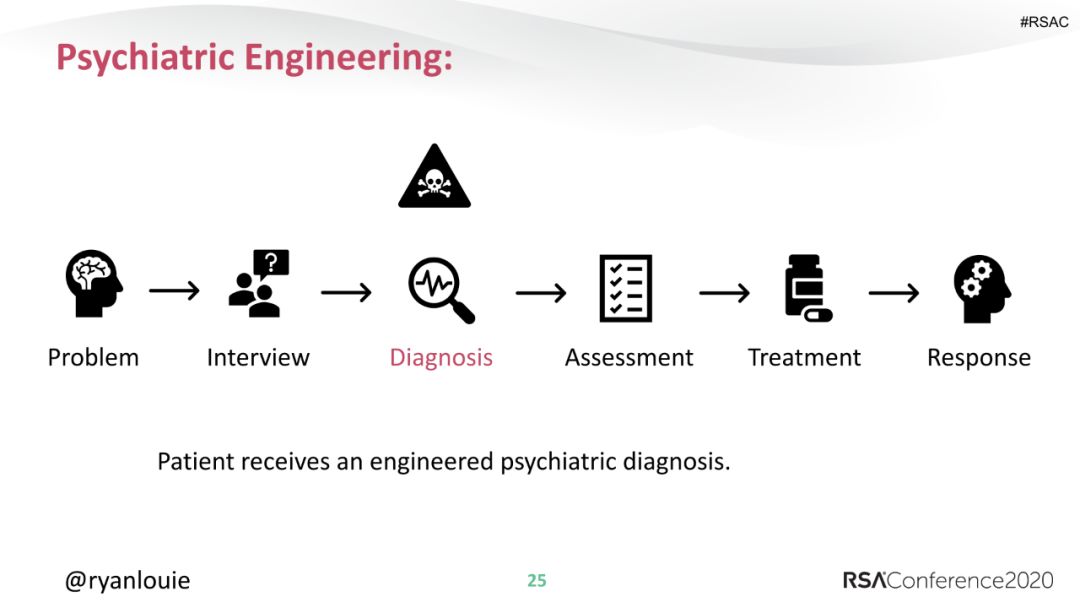 #RSAC
Psychiatric Engineering:
?
Problem
Interview
Diagnosis
Assessment
Treatment
Response
Patient receives an engineered psychiatric diagnosis.
@ryanlouie
25
RSAConference2020